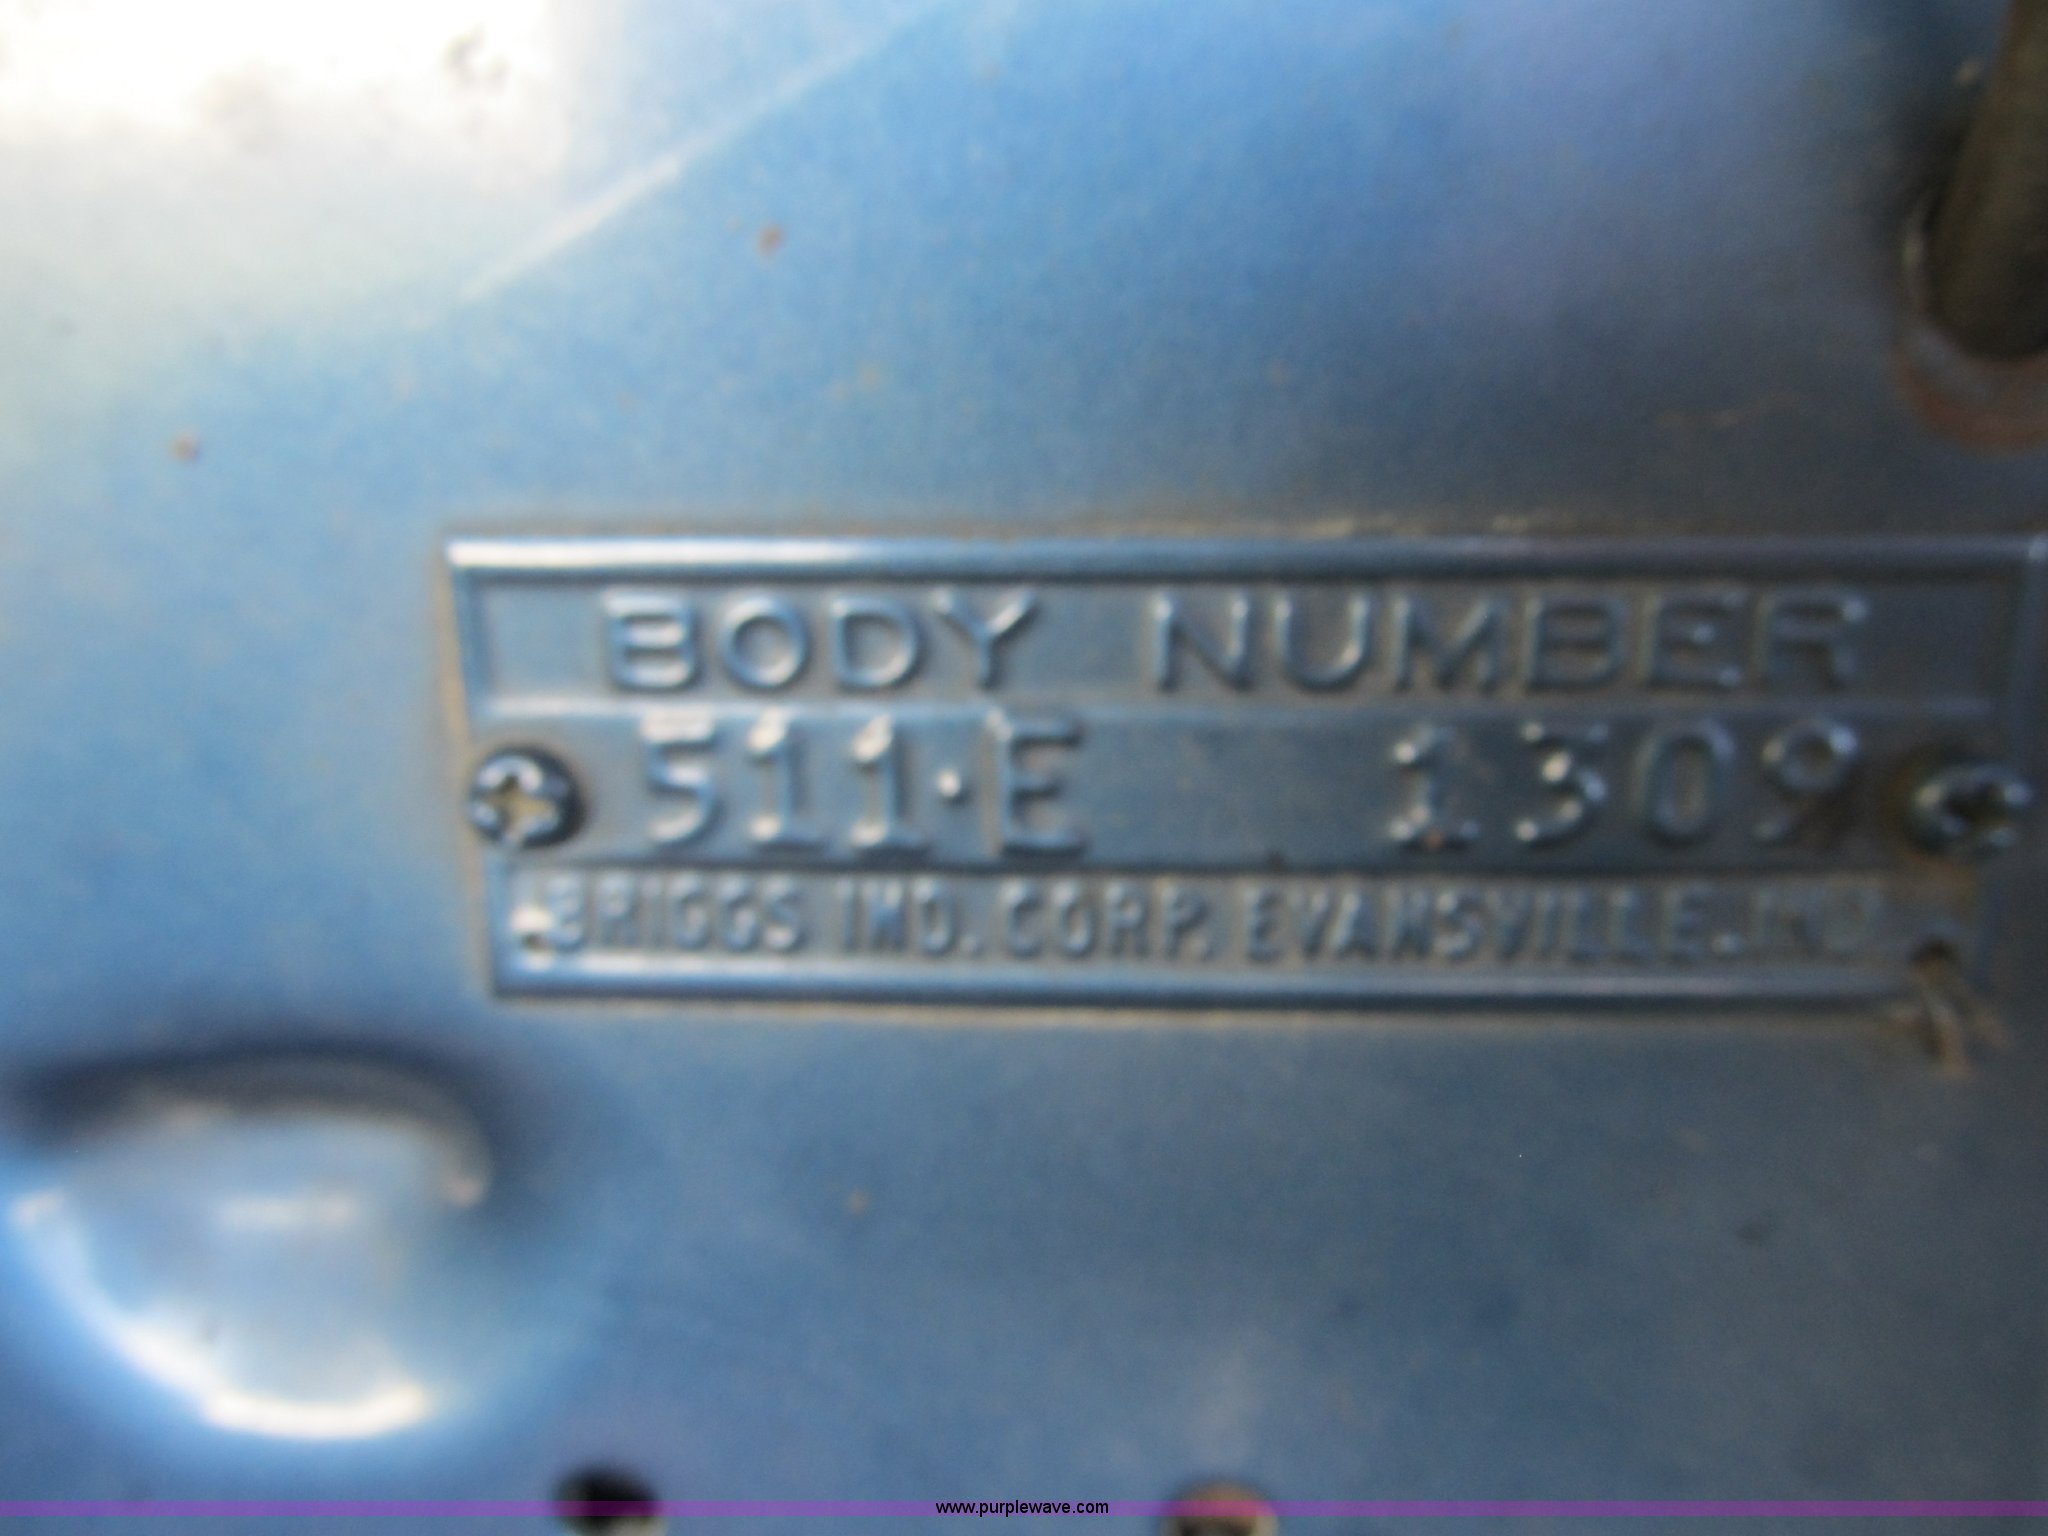 BODY NUMBER
511·E 1309
BRIGGS IND. CORP. EVANSVILLE. IND
www.purplewave.com